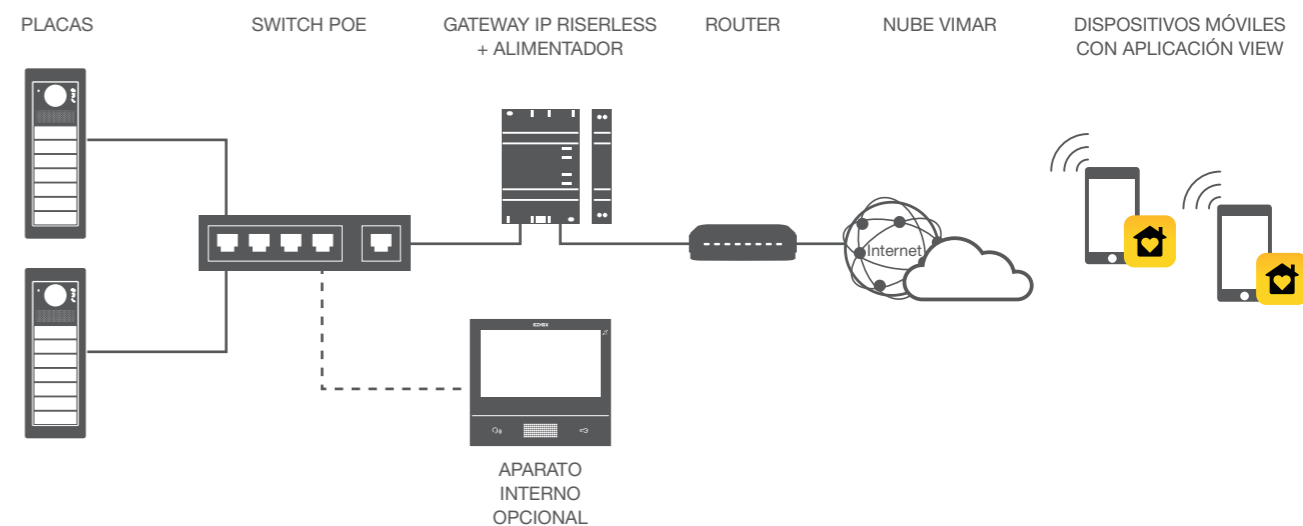 PLACAS
SWITCH POE
GATEWAY IP RISERLESS
+ ALIMENTADOR
ROUTER
NUBE VIMAR
DISPOSITIVOS MÓVILES
CON APLICACIÓN VIEW
Internet
APARATO
INTERNO
OPCIONAL